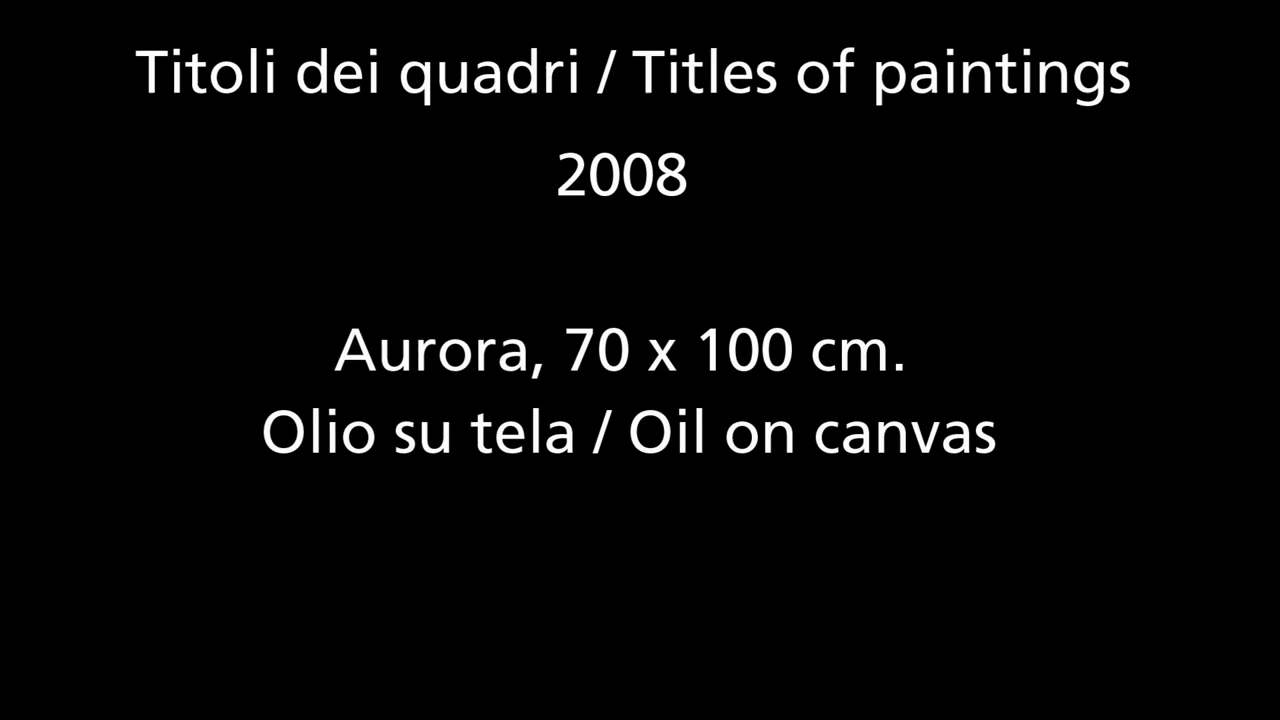 Titoli dei quadri / Titles of paintings
2008
Aurora, 70 x 100 cm.
Olio su tela / Oil on canvas